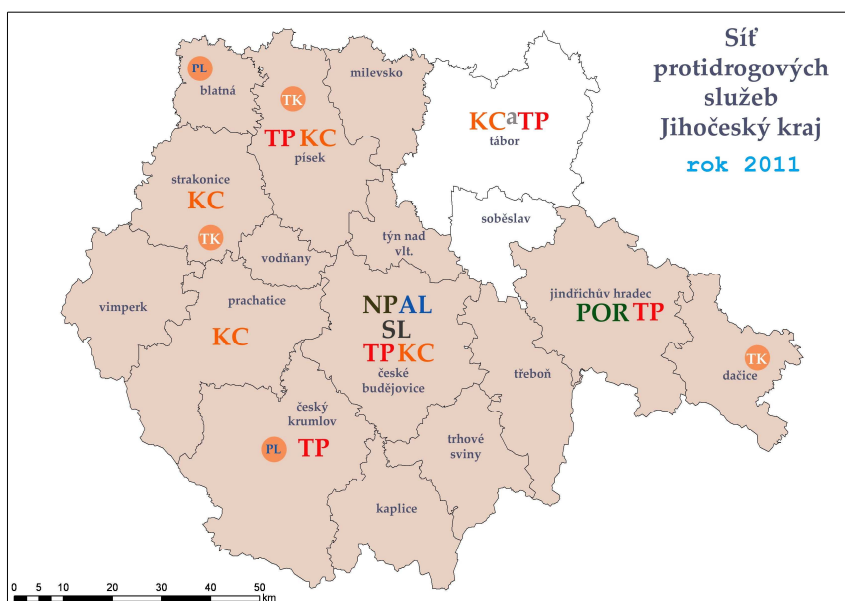 Síť
protidrogových
služeb
Jihočeský kraj
rok 2011
PL
blatná
TK
TP KC
písek
milevsko
KC a TP
tábor
strakonice
KC
TK
vodňany
týn nad
vlt.
soběslav
vimperk
prachatice
KC
NP AL
SL
TP KC
české
budějovice
jindřichův hradec
POR TP
TK
dačice
třeboň
český
krumlov
PL
TP
trhové
sviny
kaplice
0 5 10 20 30 40 50
km